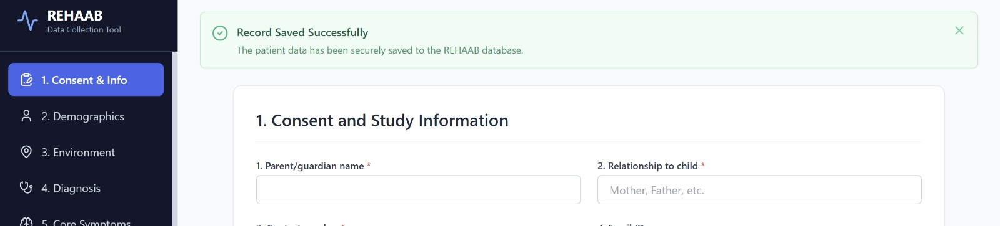 REHAAB
Data Collection Tool
Record Saved Successfully
The patient data has been securely saved to the REHAAB database.
1. Consent & Info
2. Demographics
3. Environment
4. Diagnosis
5. Core Symptoms
1. Consent and Study Information
1. Parent/guardian name *
2. Relationship to child *
Mother, Father, etc.